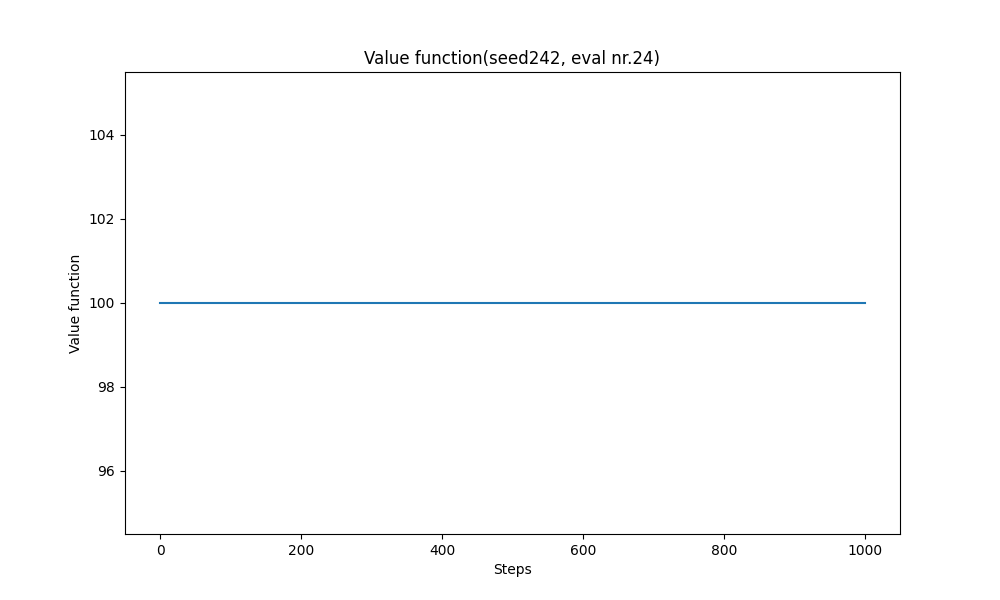 Value function(seed242, eval nr.24)
104
102
100
98
96
Value function
0 200 400 600 800 1000
Steps